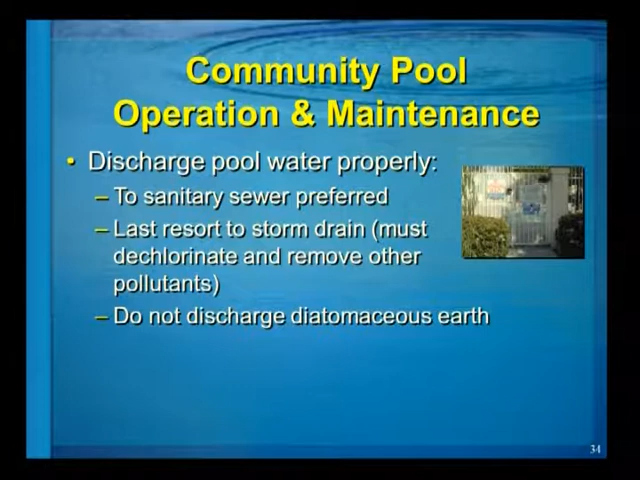 Community Pool
Operation & Maintenance
• Discharge pool water properly:
– To sanitary sewer preferred
– Last resort to storm drain (must
dechlorinate and remove other
pollutants)
– Do not discharge diatomaceous earth
34